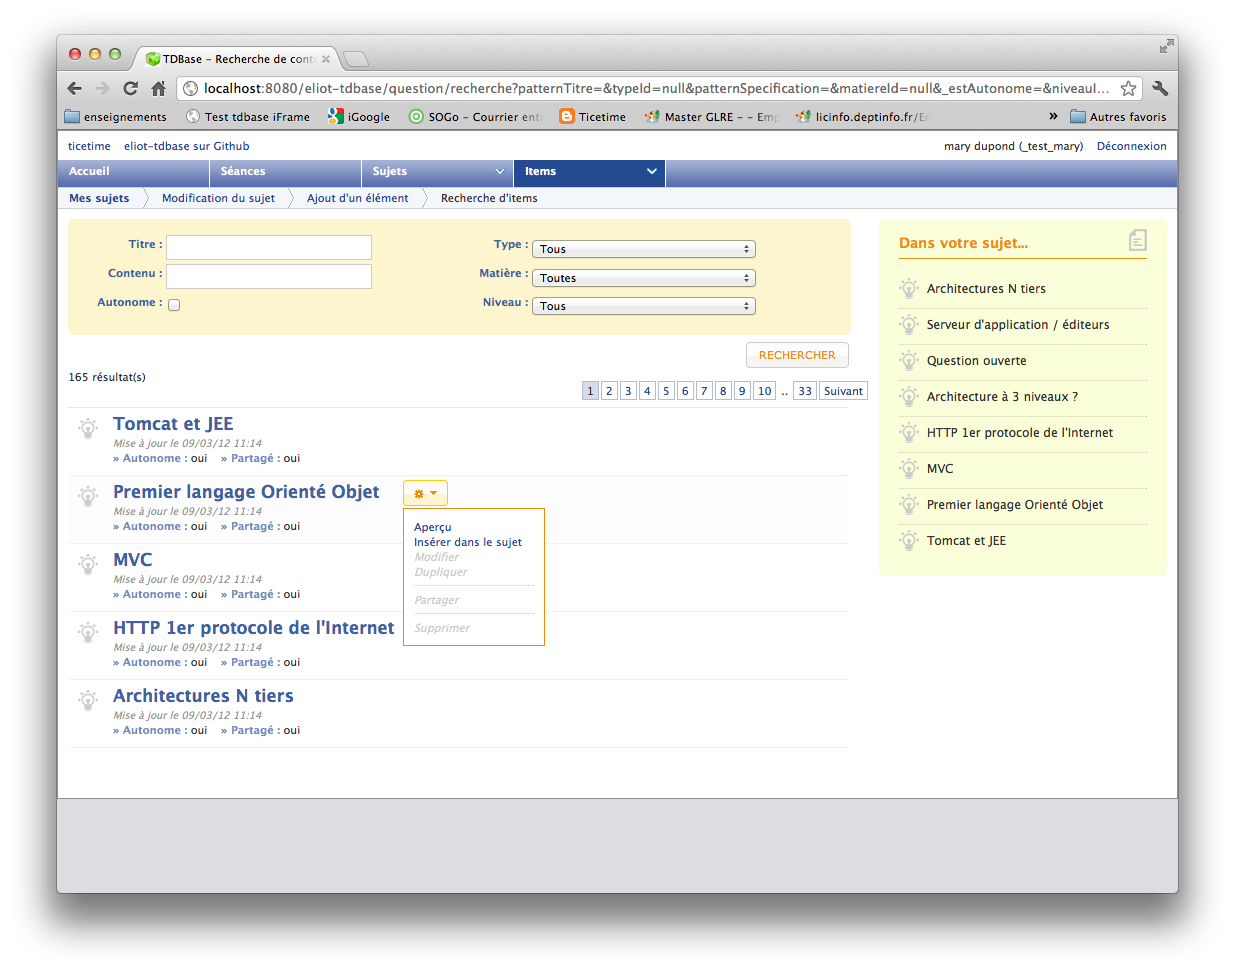 TDBase – Recherche de cont
localhost:8080/eliot-tdbase/question/recherche?patternTitre=&typeId=null&patternSpecification=&matiereId=null&_estAutonome=&niveauI...
enseignements Test tdbase iFrame iGoogle SOGo – Courrier ent Ticetime Master GLRE – – Emp licinfo.deptinfo.fr/Ed » Autres favoris
ticetime eliot-tdbase sur Github mary dupond (_test_mary) Déconnexion
Accueil Séances Sujets Items
Mes sujets Modification du sujet Ajout d'un élément Recherche d'items
Titre : Type : Tous
Contenu : Matière : Toutes
Autonome : Niveau : Tous
RECHERCHER
165 résultat(s)
1 2 3 4 5 6 7 8 9 10 .. 33 Suivant
Tomcat et JEE
Mise à jour le 09/03/12 11:14
» Autonome : oui » Partagé : oui
Premier langage Orienté Objet
Mise à jour le 09/03/12 11:14
» Autonome : oui » Partagé : oui
Aperçu
Insérer dans le sujet
Modifier
Dupliquer
Partager
Supprimer
MVC
Mise à jour le 09/03/12 11:14
» Autonome : oui » Partagé : oui
HTTP 1er protocole de l'Internet
Mise à jour le 09/03/12 11:14
» Autonome : oui » Partagé : oui
Architectures N tiers
Mise à jour le 09/03/12 11:14
» Autonome : oui » Partagé : oui
Dans votre sujet...
Architectures N tiers
Serveur d'application / éditeurs
Question ouverte
Architecture à 3 niveaux ?
HTTP 1er protocole de l'Internet
MVC
Premier langage Orienté Objet
Tomcat et JEE